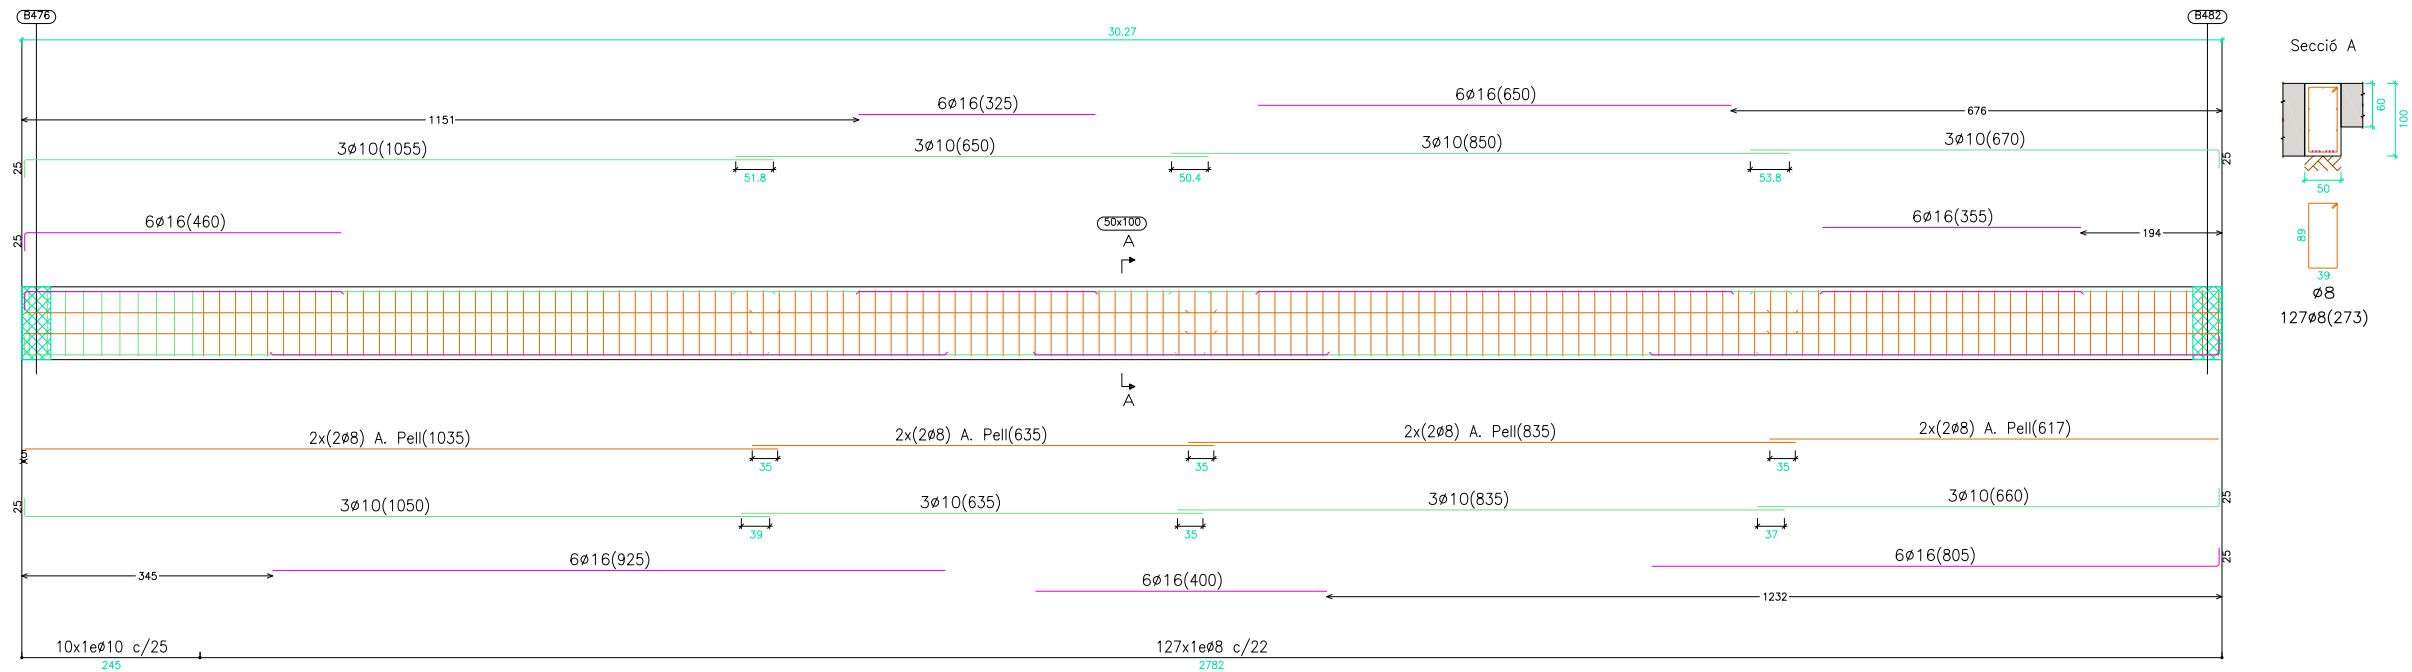 B476
B482
30.27
Secció A
6ø16(325)
6ø16(650)
1151
676
3ø10(1055)
3ø10(650)
3ø10(850)
3ø10(670)
25
51.8
50.4
53.8
25
60
100
50
6ø16(460)
25
50x100
A
6ø16(355)
194
89
39
ø8
127ø8(273)
A
2x(2ø8) A. Pell(1035)
2x(2ø8) A. Pell(635)
2x(2ø8) A. Pell(835)
2x(2ø8) A. Pell(617)
5
35
35
35
3ø10(1050)
3ø10(635)
3ø10(835)
3ø10(660)
25
39
35
37
25
6ø16(925)
6ø16(400)
6ø16(805)
25
345
1232
10x1eø10 c/25
127x1eø8 c/22
245
2782